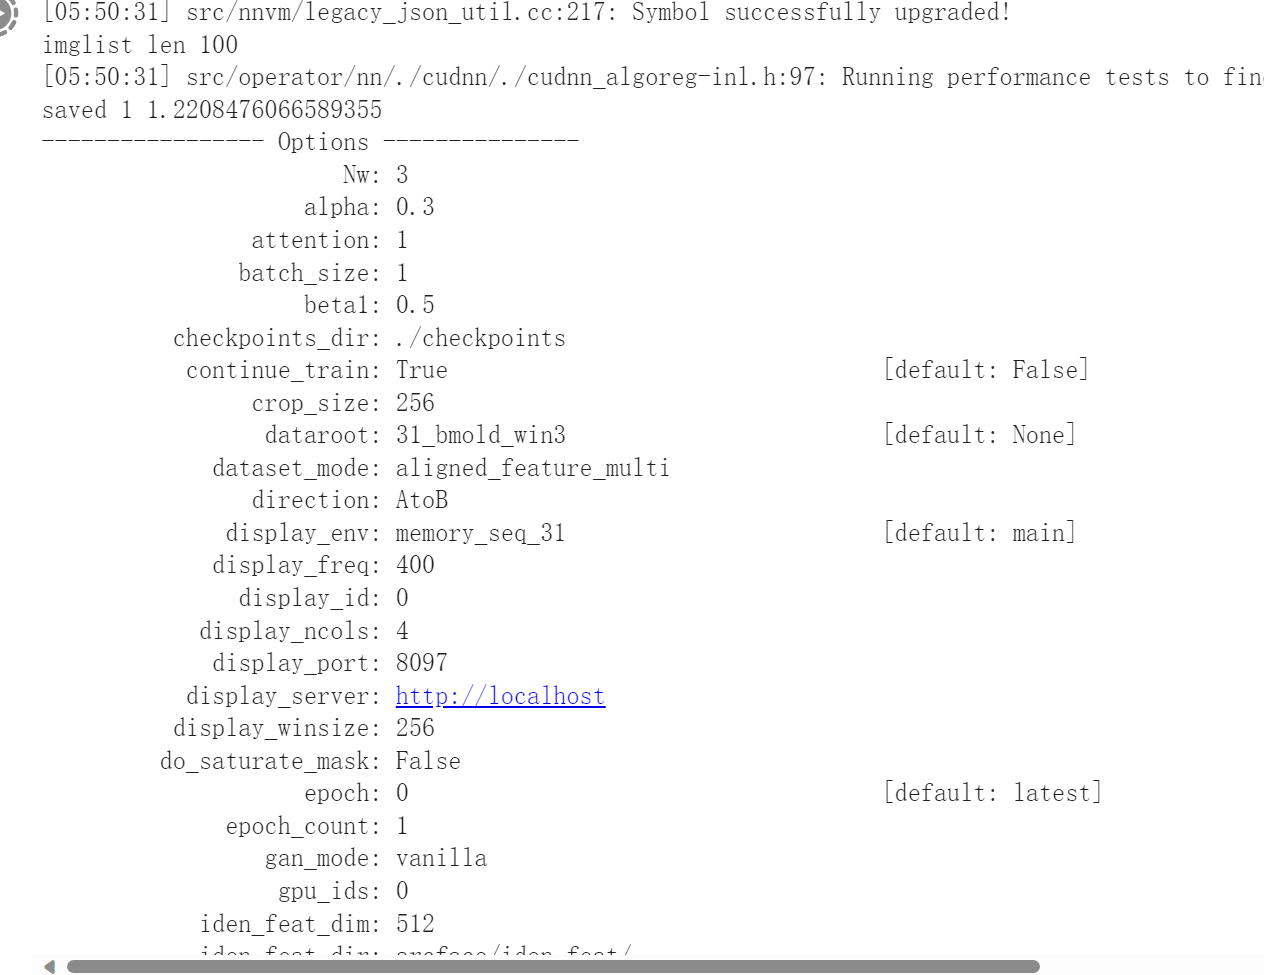 [05:50:31] src/nnvm/legacy_json_util.cc:217: Symbol successfully upgraded!
imglist len 100
[05:50:31] src/operator/nn/./cudnn/./cudnn_algoreg-inl.h:97: Running performance tests to find
saved 1 1.2208476066589355
----------------- Options ---------------
Nw: 3
alpha: 0.3
attention: 1
batch_size: 1
beta1: 0.5
checkpoints_dir: ./checkpoints
continue_train: True [default: False]
crop_size: 256
dataroot: 31_bmold_win3 [default: None]
dataset_mode: aligned_feature_multi
direction: AtoB
display_env: memory_seq_31 [default: main]
display_freq: 400
display_id: 0
display_ncols: 4
display_port: 8097
display_server: http://localhost
display_winsize: 256
do_saturate_mask: False
epoch: 0 [default: latest]
epoch_count: 1
gan_mode: vanilla
gpu_ids: 0
iden_feat_dim: 512
iden_feat_dir: arcface/iden_feat/